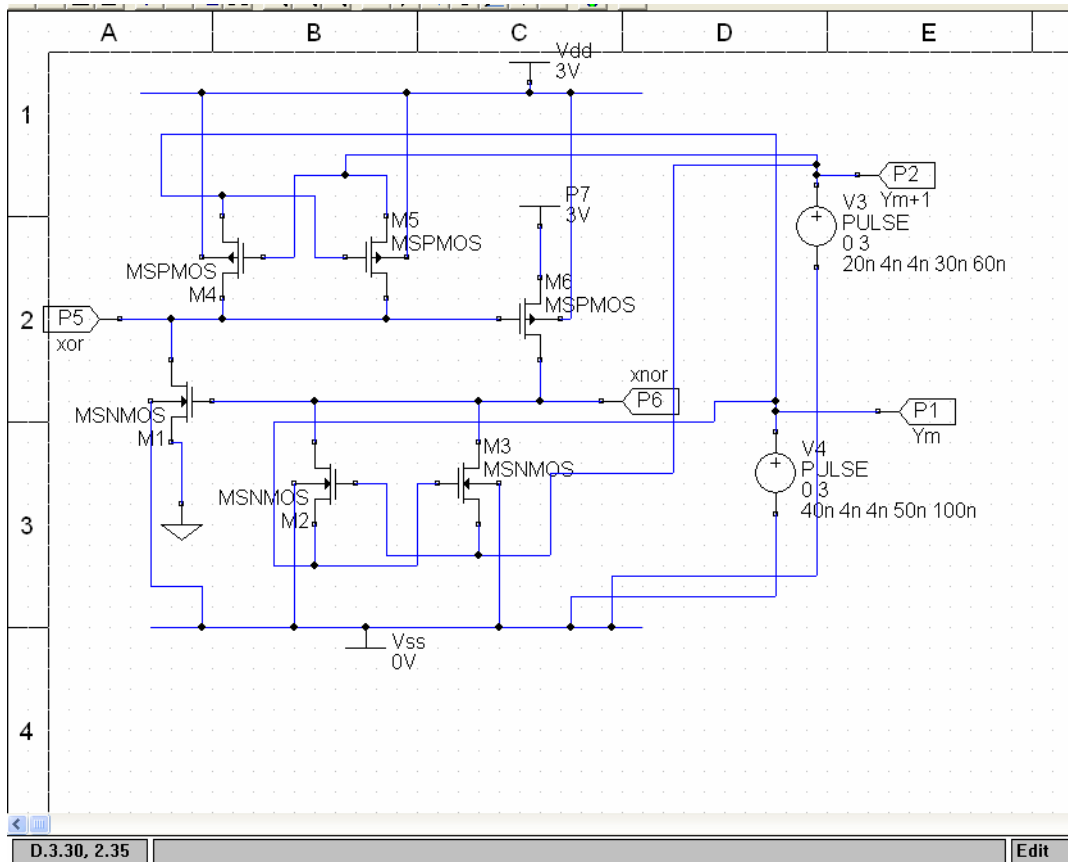 A B C D E
Vdd
3V
1
P2
Ym+1
P7
3V
V3
PULSE
0 3
20n 4n 4n 30n 60n
M5
MSPMOS
MSPMOS
M4
M6
MSPMOS
2
P5
xor
xnor
P6
P1
Ym
MSNMOS
M1
M3
MSNMOS
V4
PULSE
0 3
40n 4n 4n 50n 100n
MSNMOS
M2
3
Vss
0V
4
D.3.30, 2.35
Edit